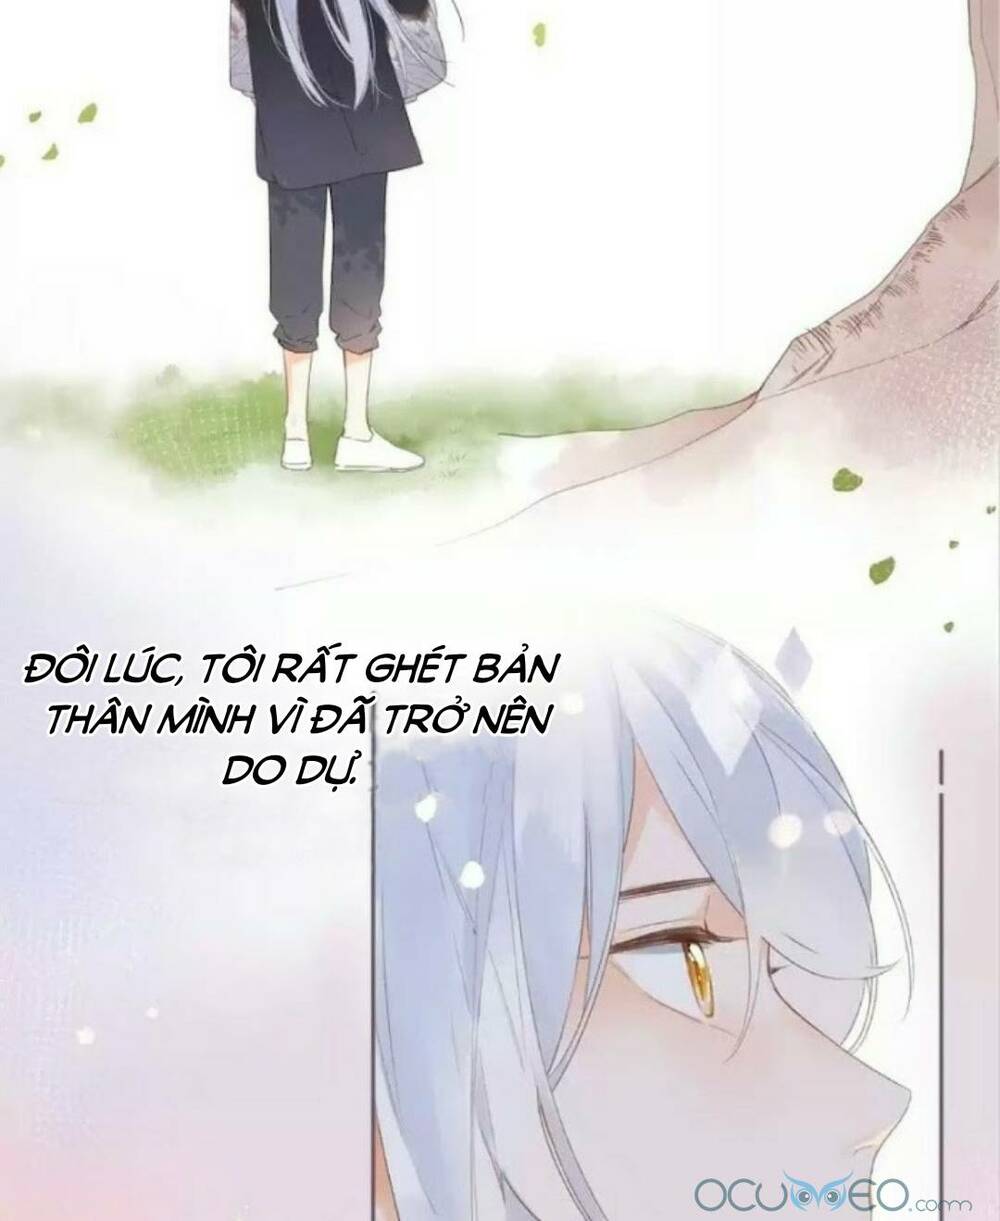 ĐÔI LÚC, TÔI RẤT GHÉT BẢN
THÂN MÌNH VÌ ĐÃ TRỞ NÊN
DO DỰ.
OCUMEO.com